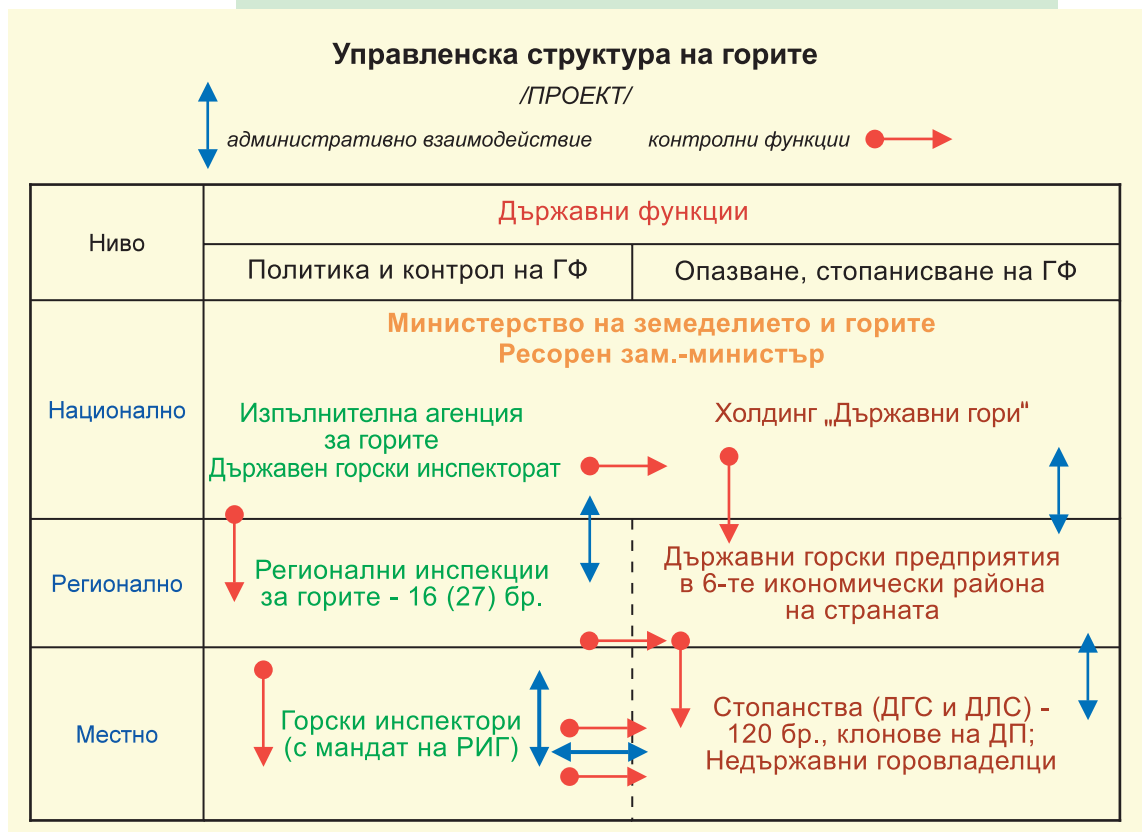 Управленска структура на горите
/ПРОЕКТ/
административно взаимодействие
контролни функции
Ниво
Държавни функции
Политика и контрол на ГФ
Опазване, стопанисване на ГФ
Министерство на земеделието и горите
Ресорен зам.-министър
Национално
Изпълнителна агенция
за горите
Държавен горски инспекторат
Холдинг „Държавни гори“
Регионално
Регионални инспекции
за горите - 16 (27) бр.
Държавни горски предприятия
в 6-те икономически района
на страната
Местно
Горски инспектори
(с мандат на РИГ)
Стопанства (ДГС и ДЛС) -
120 бр., клонове на ДП;
Недържавни горовладелци